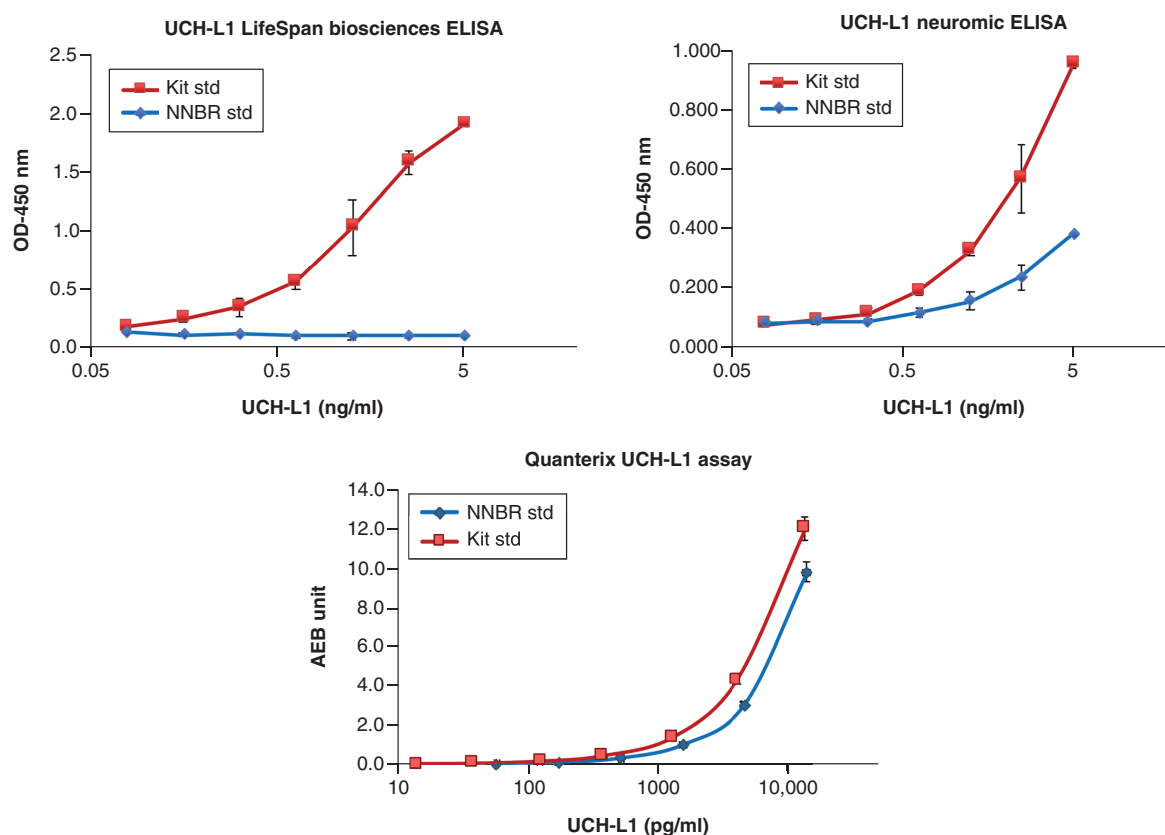 UCH-L1 LifeSpan biosciences ELISA
2.5
2.0
1.5
1.0
0.5
0.0
OD-450 nm
Kit std
NNBR std
0.05
0.5
5
UCH-L1 (ng/ml)
UCH-L1 neuromic ELISA
1.000
0.800
0.600
0.400
0.200
0.000
OD-450 nm
Kit std
NNBR std
0.05
0.5
5
UCH-L1 (ng/ml)
Quanterix UCH-L1 assay
14.0
12.0
10.0
8.0
6.0
4.0
2.0
0.0
AEB unit
NNBR std
Kit std
10
100
1000
10,000
UCH-L1 (pg/ml)